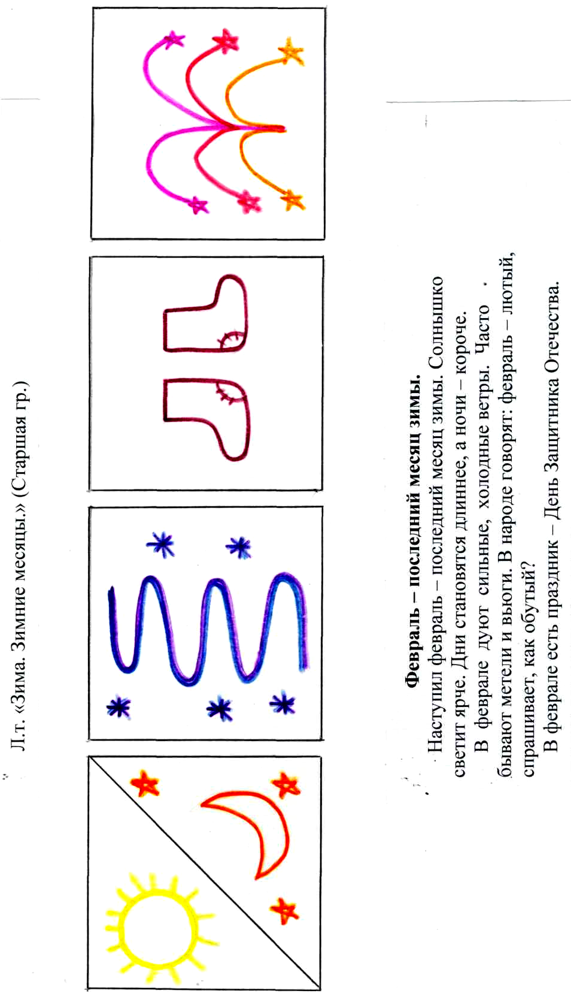 Л.т. «Зима. Зимние месяцы.» (Старшая гр.)
Февраль – последний месяц зимы.
Наступил февраль – последний месяц зимы. Солнышко
светит ярче. Дни становятся длиннее, а ночи – короче.
В феврале дуют сильные, холодные ветры. Часто
бывают метели и вьюги. В народе говорят: февраль – лютый,
спрашивает, как обутый?
В феврале есть праздник – День Защитника Отечества.